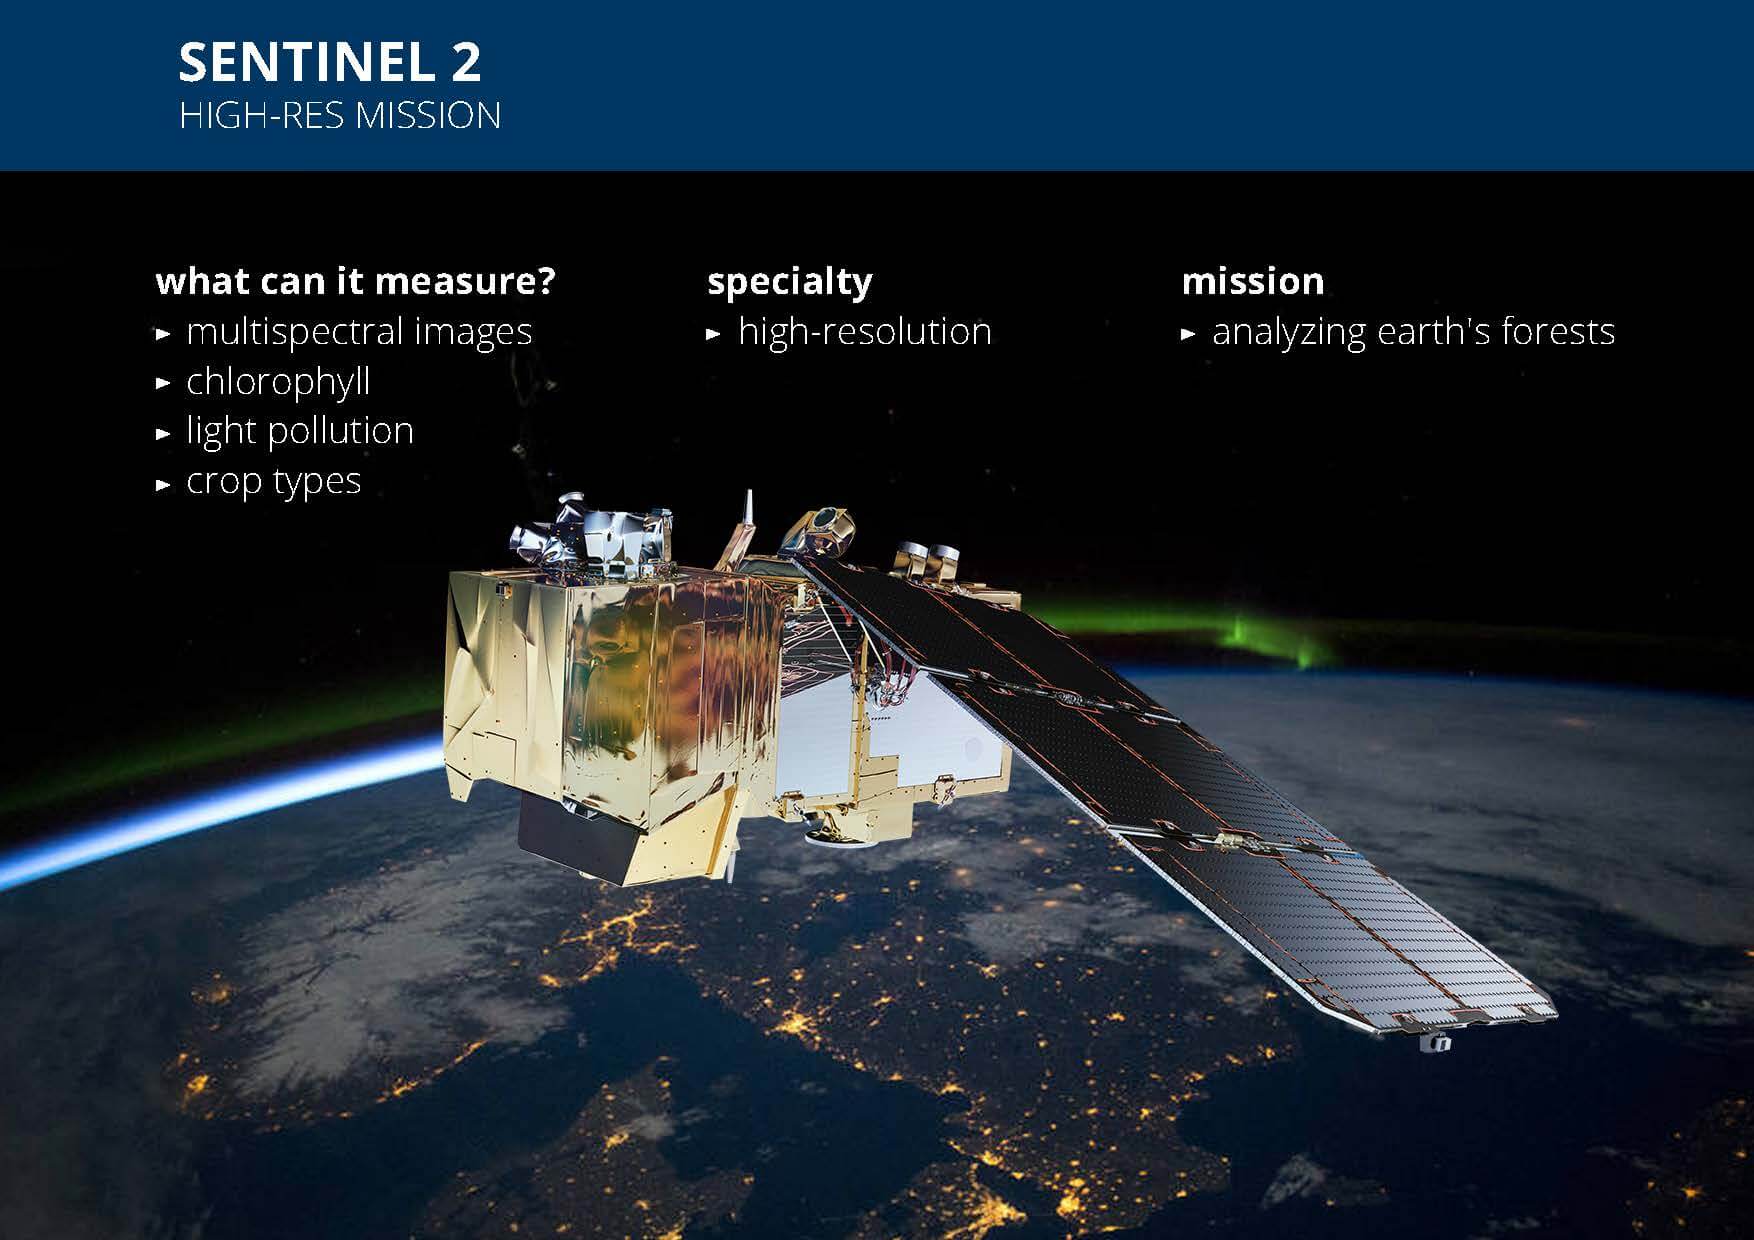 SENTINEL 2
HIGH-RES MISSION
what can it measure?
► multispectral images
► chlorophyll
► light pollution
► crop types
specialty
► high-resolution
mission
► analyzing earth's forests